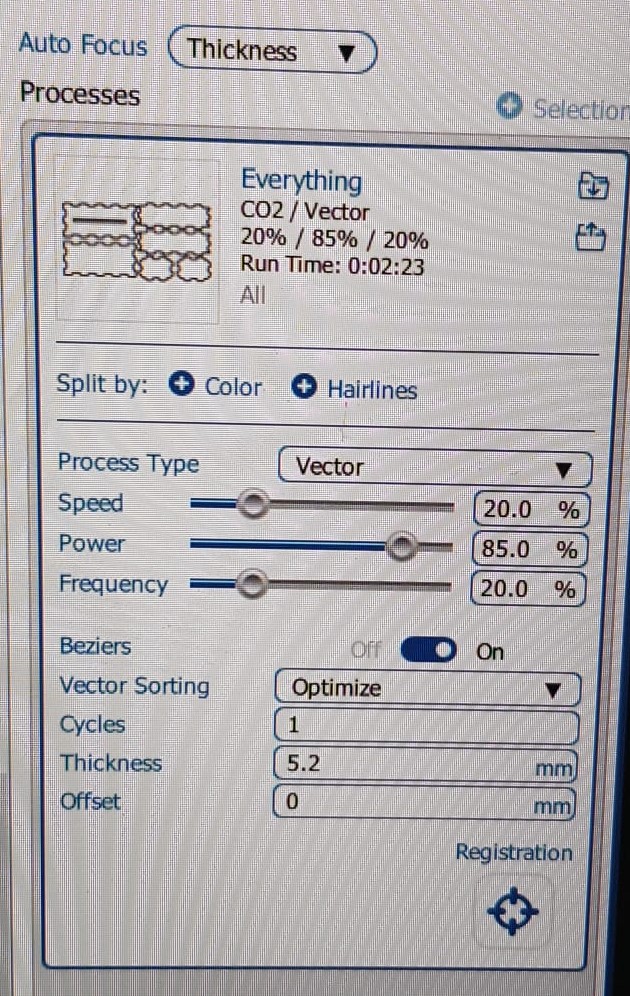 Auto Focus Thickness
Processes
Selection
Everything
CO2 / Vector
20% / 85% / 20%
Run Time: 0:02:23
All
Split by: Color Hairlines
Process Type Vector
Speed 20.0 %
Power 85.0 %
Frequency 20.0 %
Beziers Off On
Vector Sorting Optimize
Cycles 1
Thickness 5.2 mm
Offset 0 mm
Registration